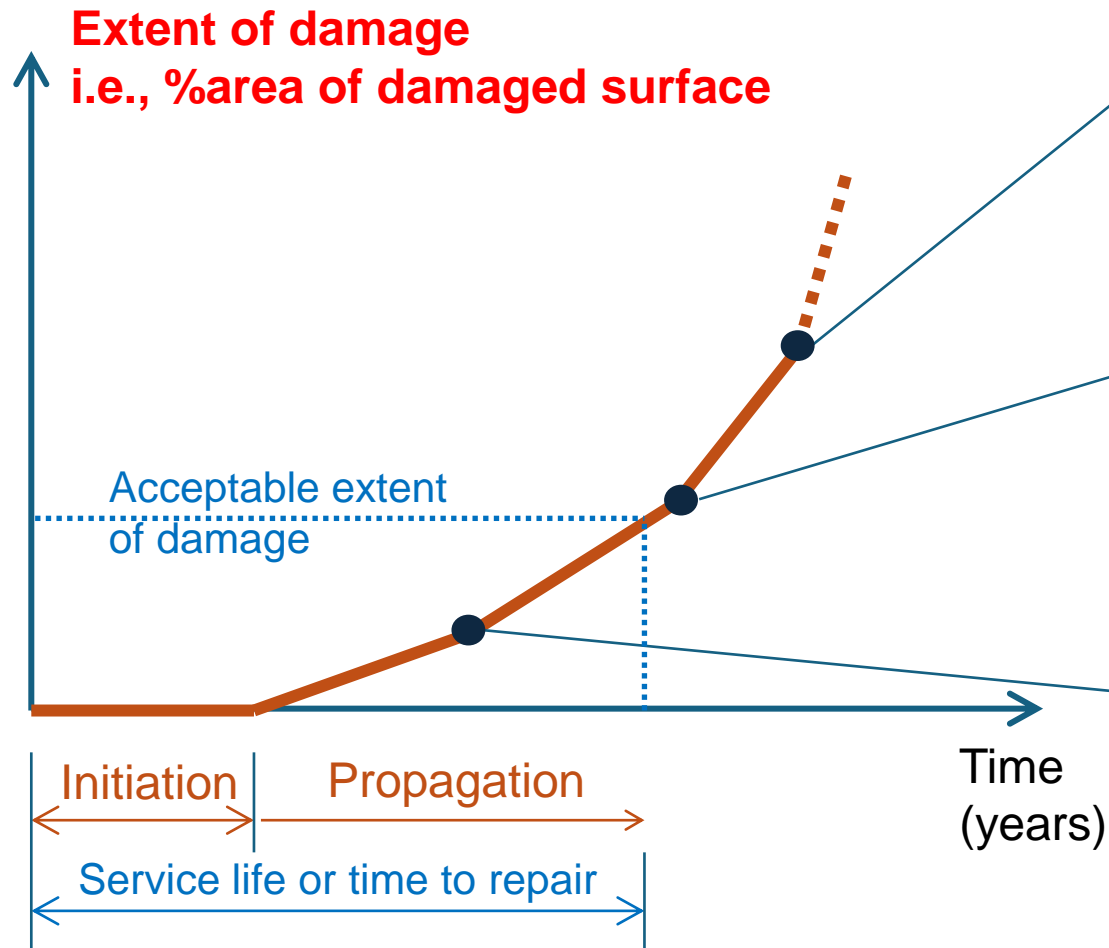 Extent of damage
i.e., %area of damaged surface
Acceptable extent
of damage
Initiation
Propagation
Time
(years)
Service life or time to repair